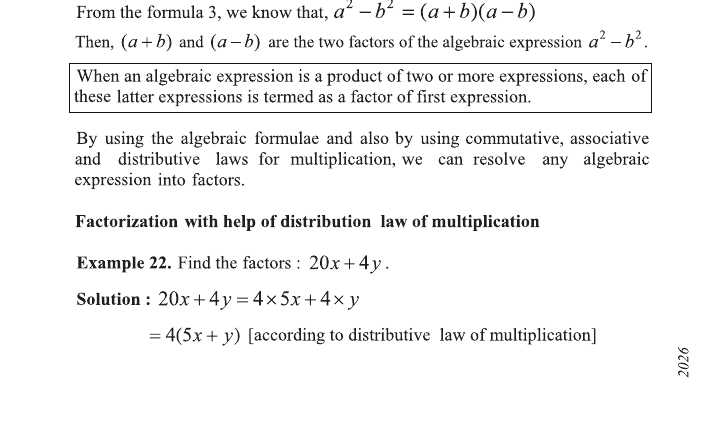 From the formula 3, we know that, a² − b² = (a + b)(a − b)
Then, (a + b) and (a − b) are the two factors of the algebraic expression a² − b².
When an algebraic expression is a product of two or more expressions, each of
these latter expressions is termed as a factor of first expression.
By using the algebraic formulae and also by using commutative, associative
and distributive laws for multiplication, we can resolve any algebraic
expression into factors.
Factorization with help of distribution law of multiplication
Example 22. Find the factors : 20x + 4y .
Solution : 20x + 4y = 4 × 5x + 4 × y
= 4(5x + y) [according to distributive law of multiplication]
2026